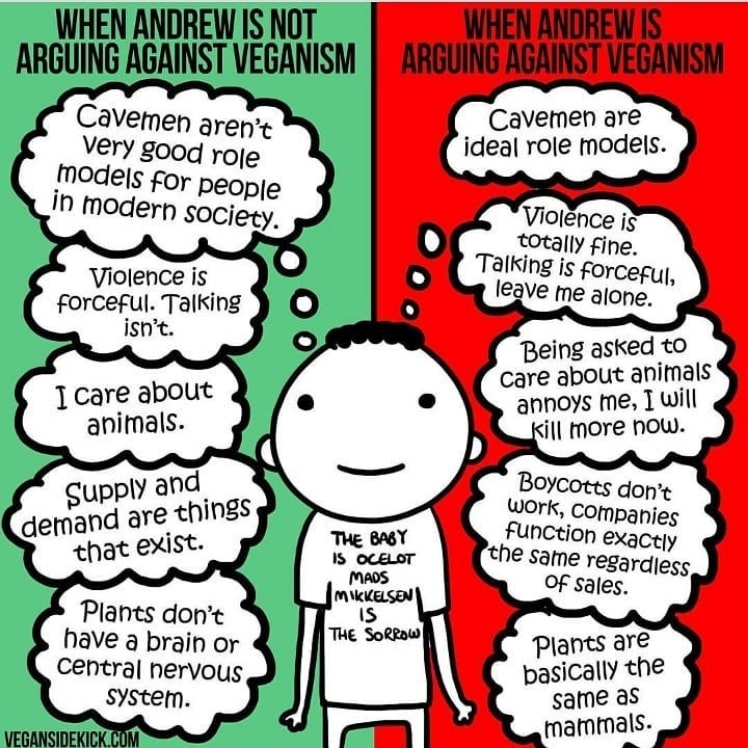 WHEN ANDREW IS NOT
ARGUING AGAINST VEGANISM
Cavemen aren't
very good role
models for people
in modern society.
Violence is
forceful. Talking
isn't.
I care about
animals.
Supply and
demand are things
that exist.
Plants don't
have a brain or
central nervous
system.
WHEN ANDREW IS
ARGUING AGAINST VEGANISM
Cavemen are
ideal role models.
Violence is
totally fine.
Talking is forceful,
leave me alone.
Being asked to
care about animals
annoys me, I will
kill more now.
Boycotts don't
work, companies
function exactly
the same regardless
of sales.
Plants are
basically the
same as
mammals.
THE BABY
IS OCELOT
MADS
MIKKELSEN
IS
THE SORROW
VEGANSIDEKICK.COM